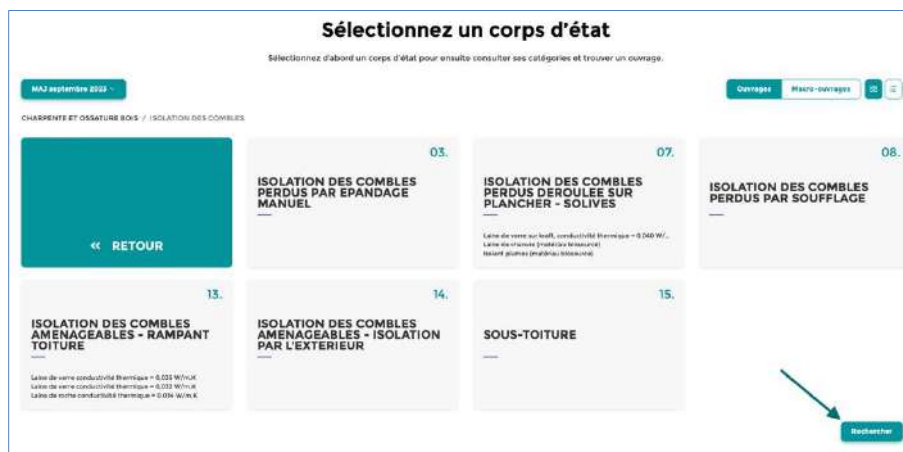 Sélectionnez un corps d'état
Sélectionnez d'abord un corps d'état pour ensuite consulter ses catégories et trouver un ouvrage.
MAJ septembre 2023
Ouvrages
Macro-ouvrages
CHARPENTE ET OSSATURE BOIS / ISOLATION DES COMBLES
« RETOUR
03.
ISOLATION DES COMBLES
PERDUS PAR EPANDAGE
MANUEL
07.
ISOLATION DES COMBLES
PERDUS DEROULEE SUR
PLANCHER - SOLIVES
Laine de verre sur kraft, conductivité thermique = 0,040 W/...
Laine de chanvre (matériau biosourcé)
Isolant plumes (matériau biosourcé)
08.
ISOLATION DES COMBLES
PERDUS PAR SOUFFLAGE
13.
ISOLATION DES COMBLES
AMENAGEABLES - RAMPANT
TOITURE
Laine de verre conductivité thermique = 0,035 W/m.K
Laine de verre conductivité thermique = 0,032 W/m.K
Laine de roche conductivité thermique = 0.034 W/m.K
14.
ISOLATION DES COMBLES
AMENAGEABLES - ISOLATION
PAR L'EXTERIEUR
15.
SOUS-TOITURE
Rechercher